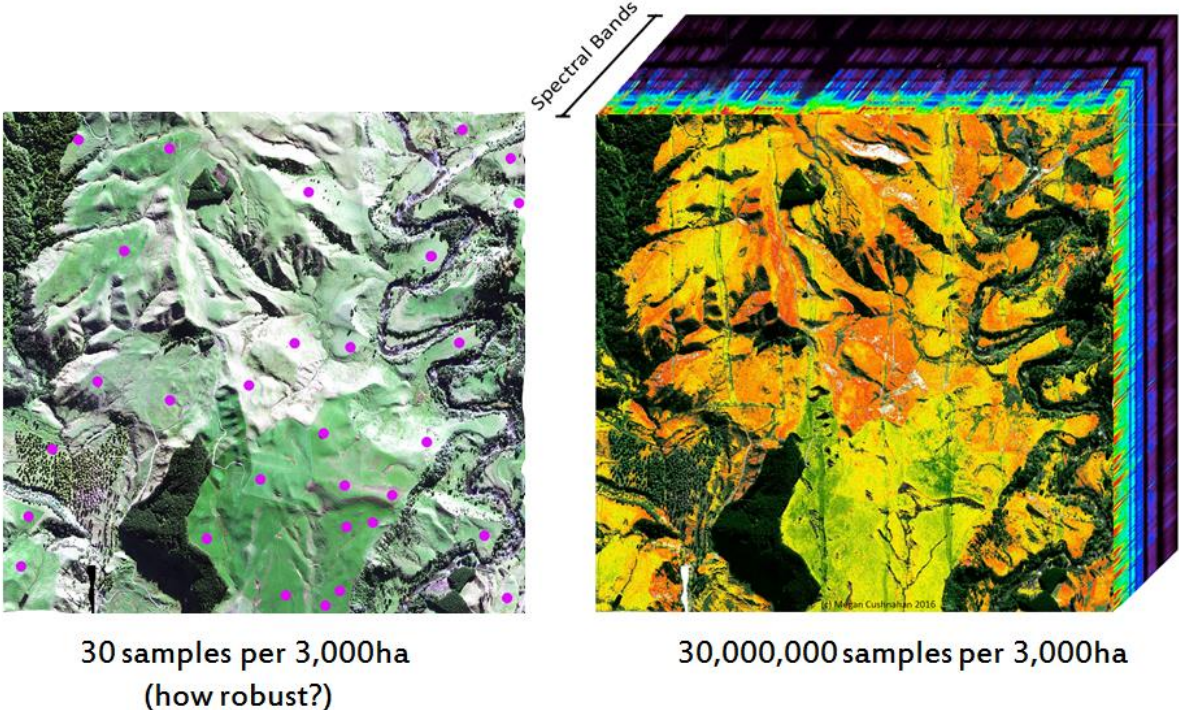 Spectral Bands
(c) Megan Cushnahan 2016
30 samples per 3,000ha
(how robust?)
30,000,000 samples per 3,000ha